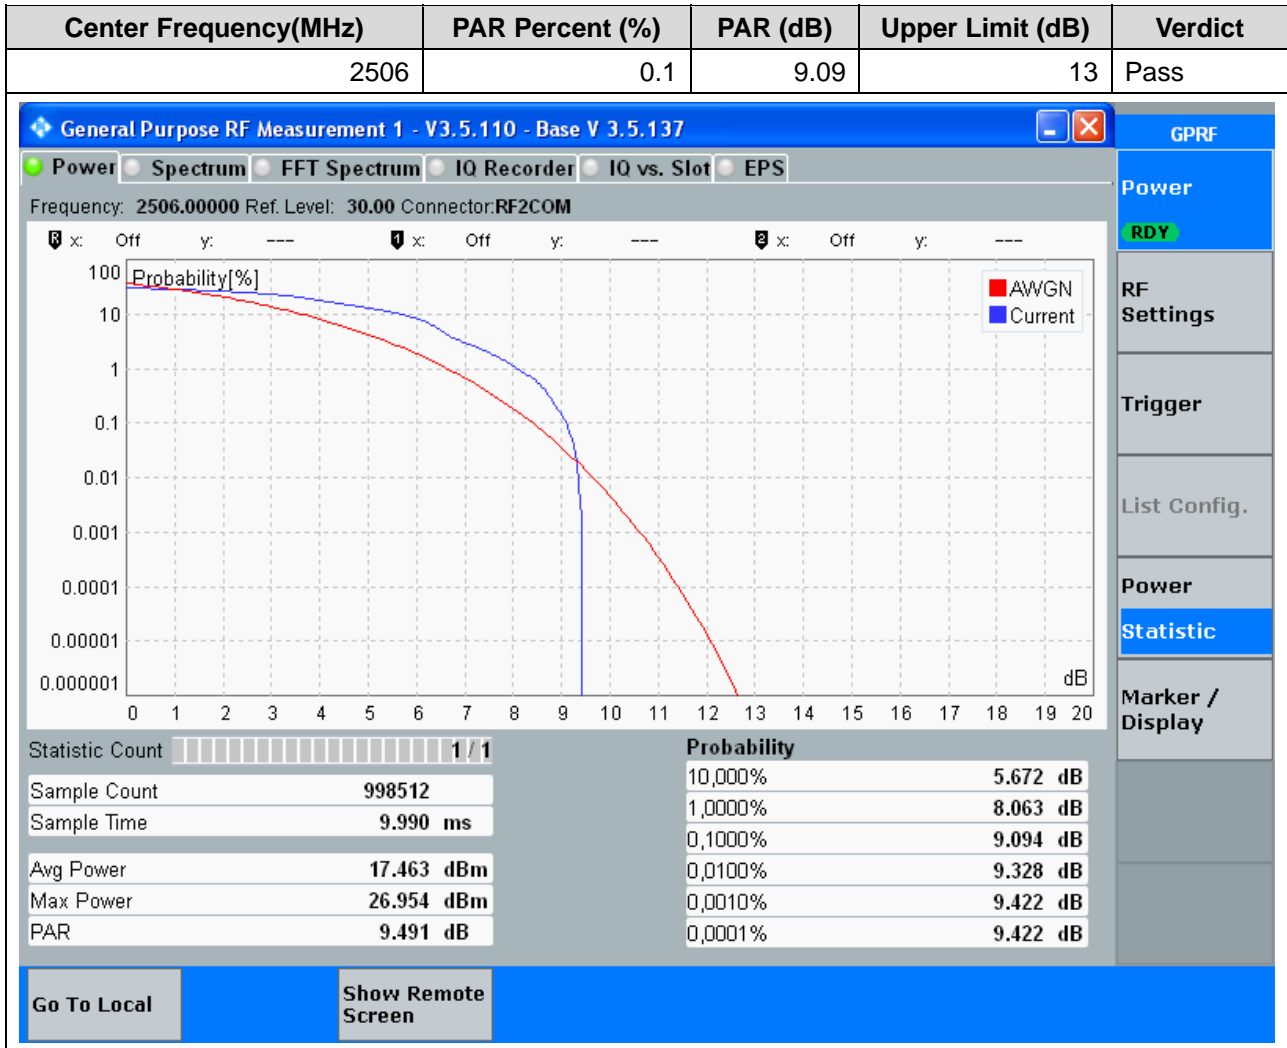 Center Frequency(MHz) PAR Percent (%) PAR (dB) Upper Limit (dB) Verdict
2506 0.1 9.09 13 Pass
General Purpose RF Measurement 1 - V3.5.110 - Base V 3.5.137
GPRF
Power Spectrum FFT Spectrum IQ Recorder IQ vs. Slot EPS
Frequency: 2506.00000 Ref. Level: 30.00 Connector:RF2COM
R x: Off y: --- 1 x: Off y: --- 2 x: Off y: ---
Probability[%]
AWGN
Current
100
10
1
0.1
0.01
0.001
0.0001
0.00001
0.000001
dB
0 1 2 3 4 5 6 7 8 9 10 11 12 13 14 15 16 17 18 19 20
Statistic Count 1 / 1
Sample Count 998512
Sample Time 9.990 ms
Avg Power 17.463 dBm
Max Power 26.954 dBm
PAR 9.491 dB
Probability
10,000% 5.672 dB
1,0000% 8.063 dB
0,1000% 9.094 dB
0,0100% 9.328 dB
0,0010% 9.422 dB
0,0001% 9.422 dB
Power
RDY
RF
Settings
Trigger
List Config.
Power
Statistic
Marker /
Display
Go To Local
Show Remote
Screen